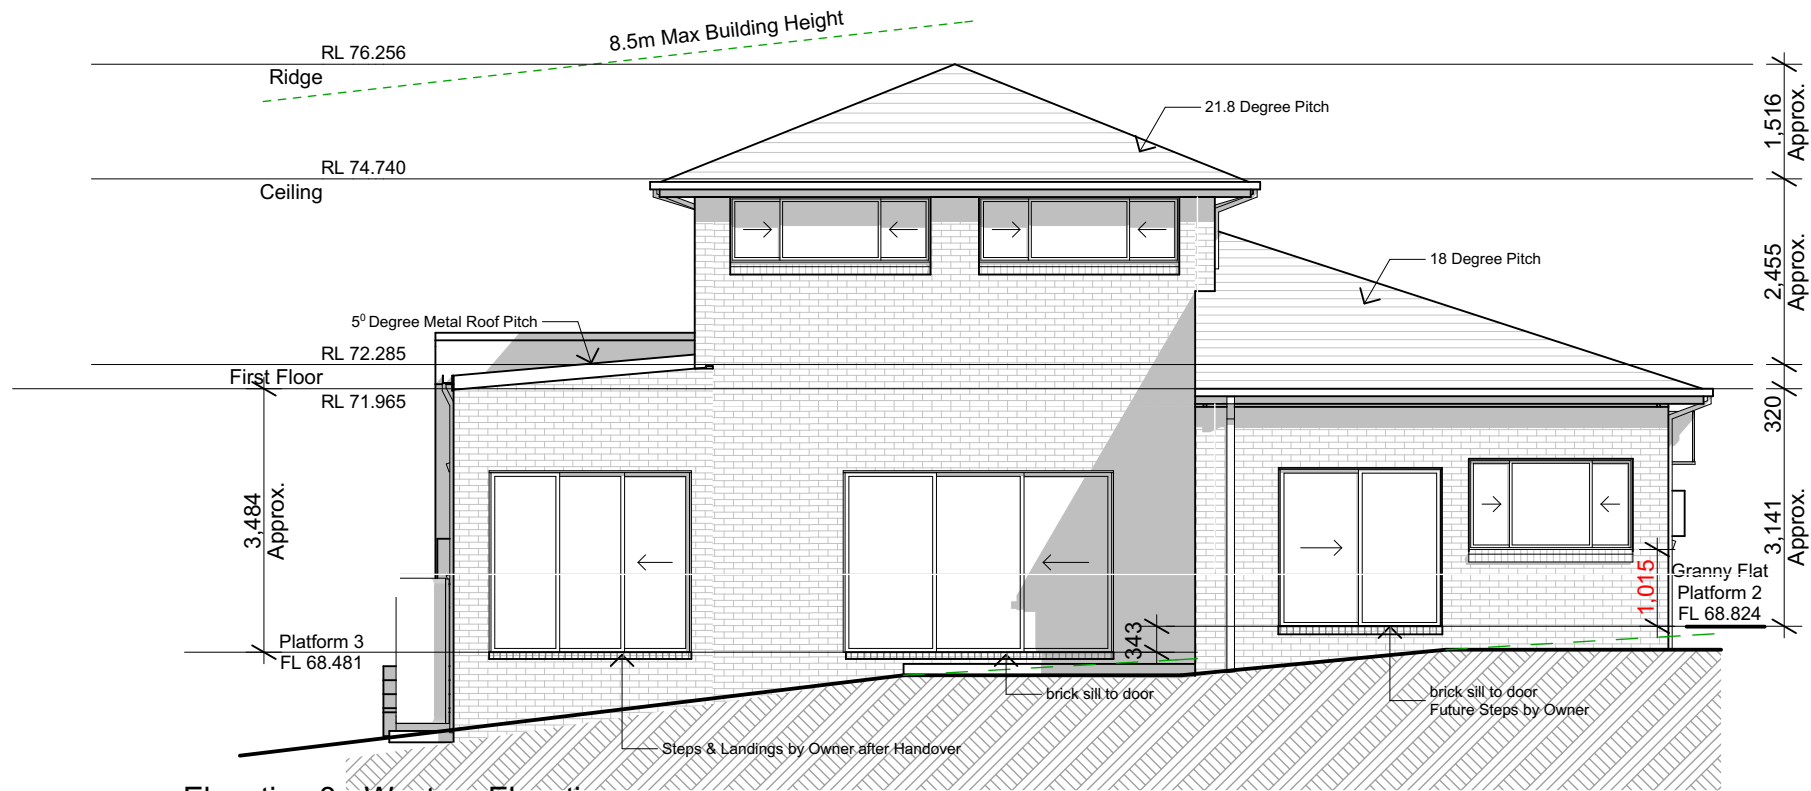 8.5m Max Building Height
RL 76.256
Ridge
21.8 Degree Pitch
1,516
Approx.
RL 74.740
Ceiling
2,455
Approx.
18 Degree Pitch
5⁰ Degree Metal Roof Pitch
RL 72.285
First Floor
RL 71.965
320
3,484
Approx.
3,141
Approx.
1,015
Granny Flat
Platform 2
FL 68.824
Platform 3
FL 68.481
343
brick sill to door
brick sill to door
Future Steps by Owner
Steps & Landings by Owner after Handover